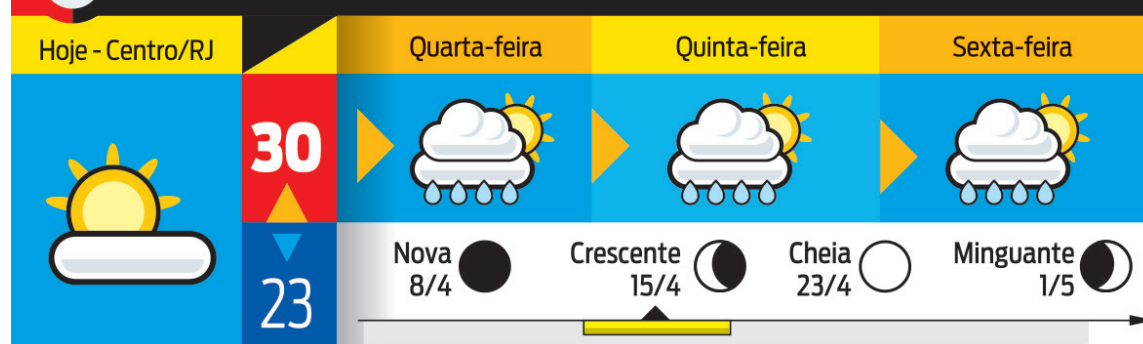 Hoje - Centro/RJ
Quarta-feira
Quinta-feira
Sexta-feira
30
23
Nova
8/4
Crescente
15/4
Cheia
23/4
Minguante
1/5